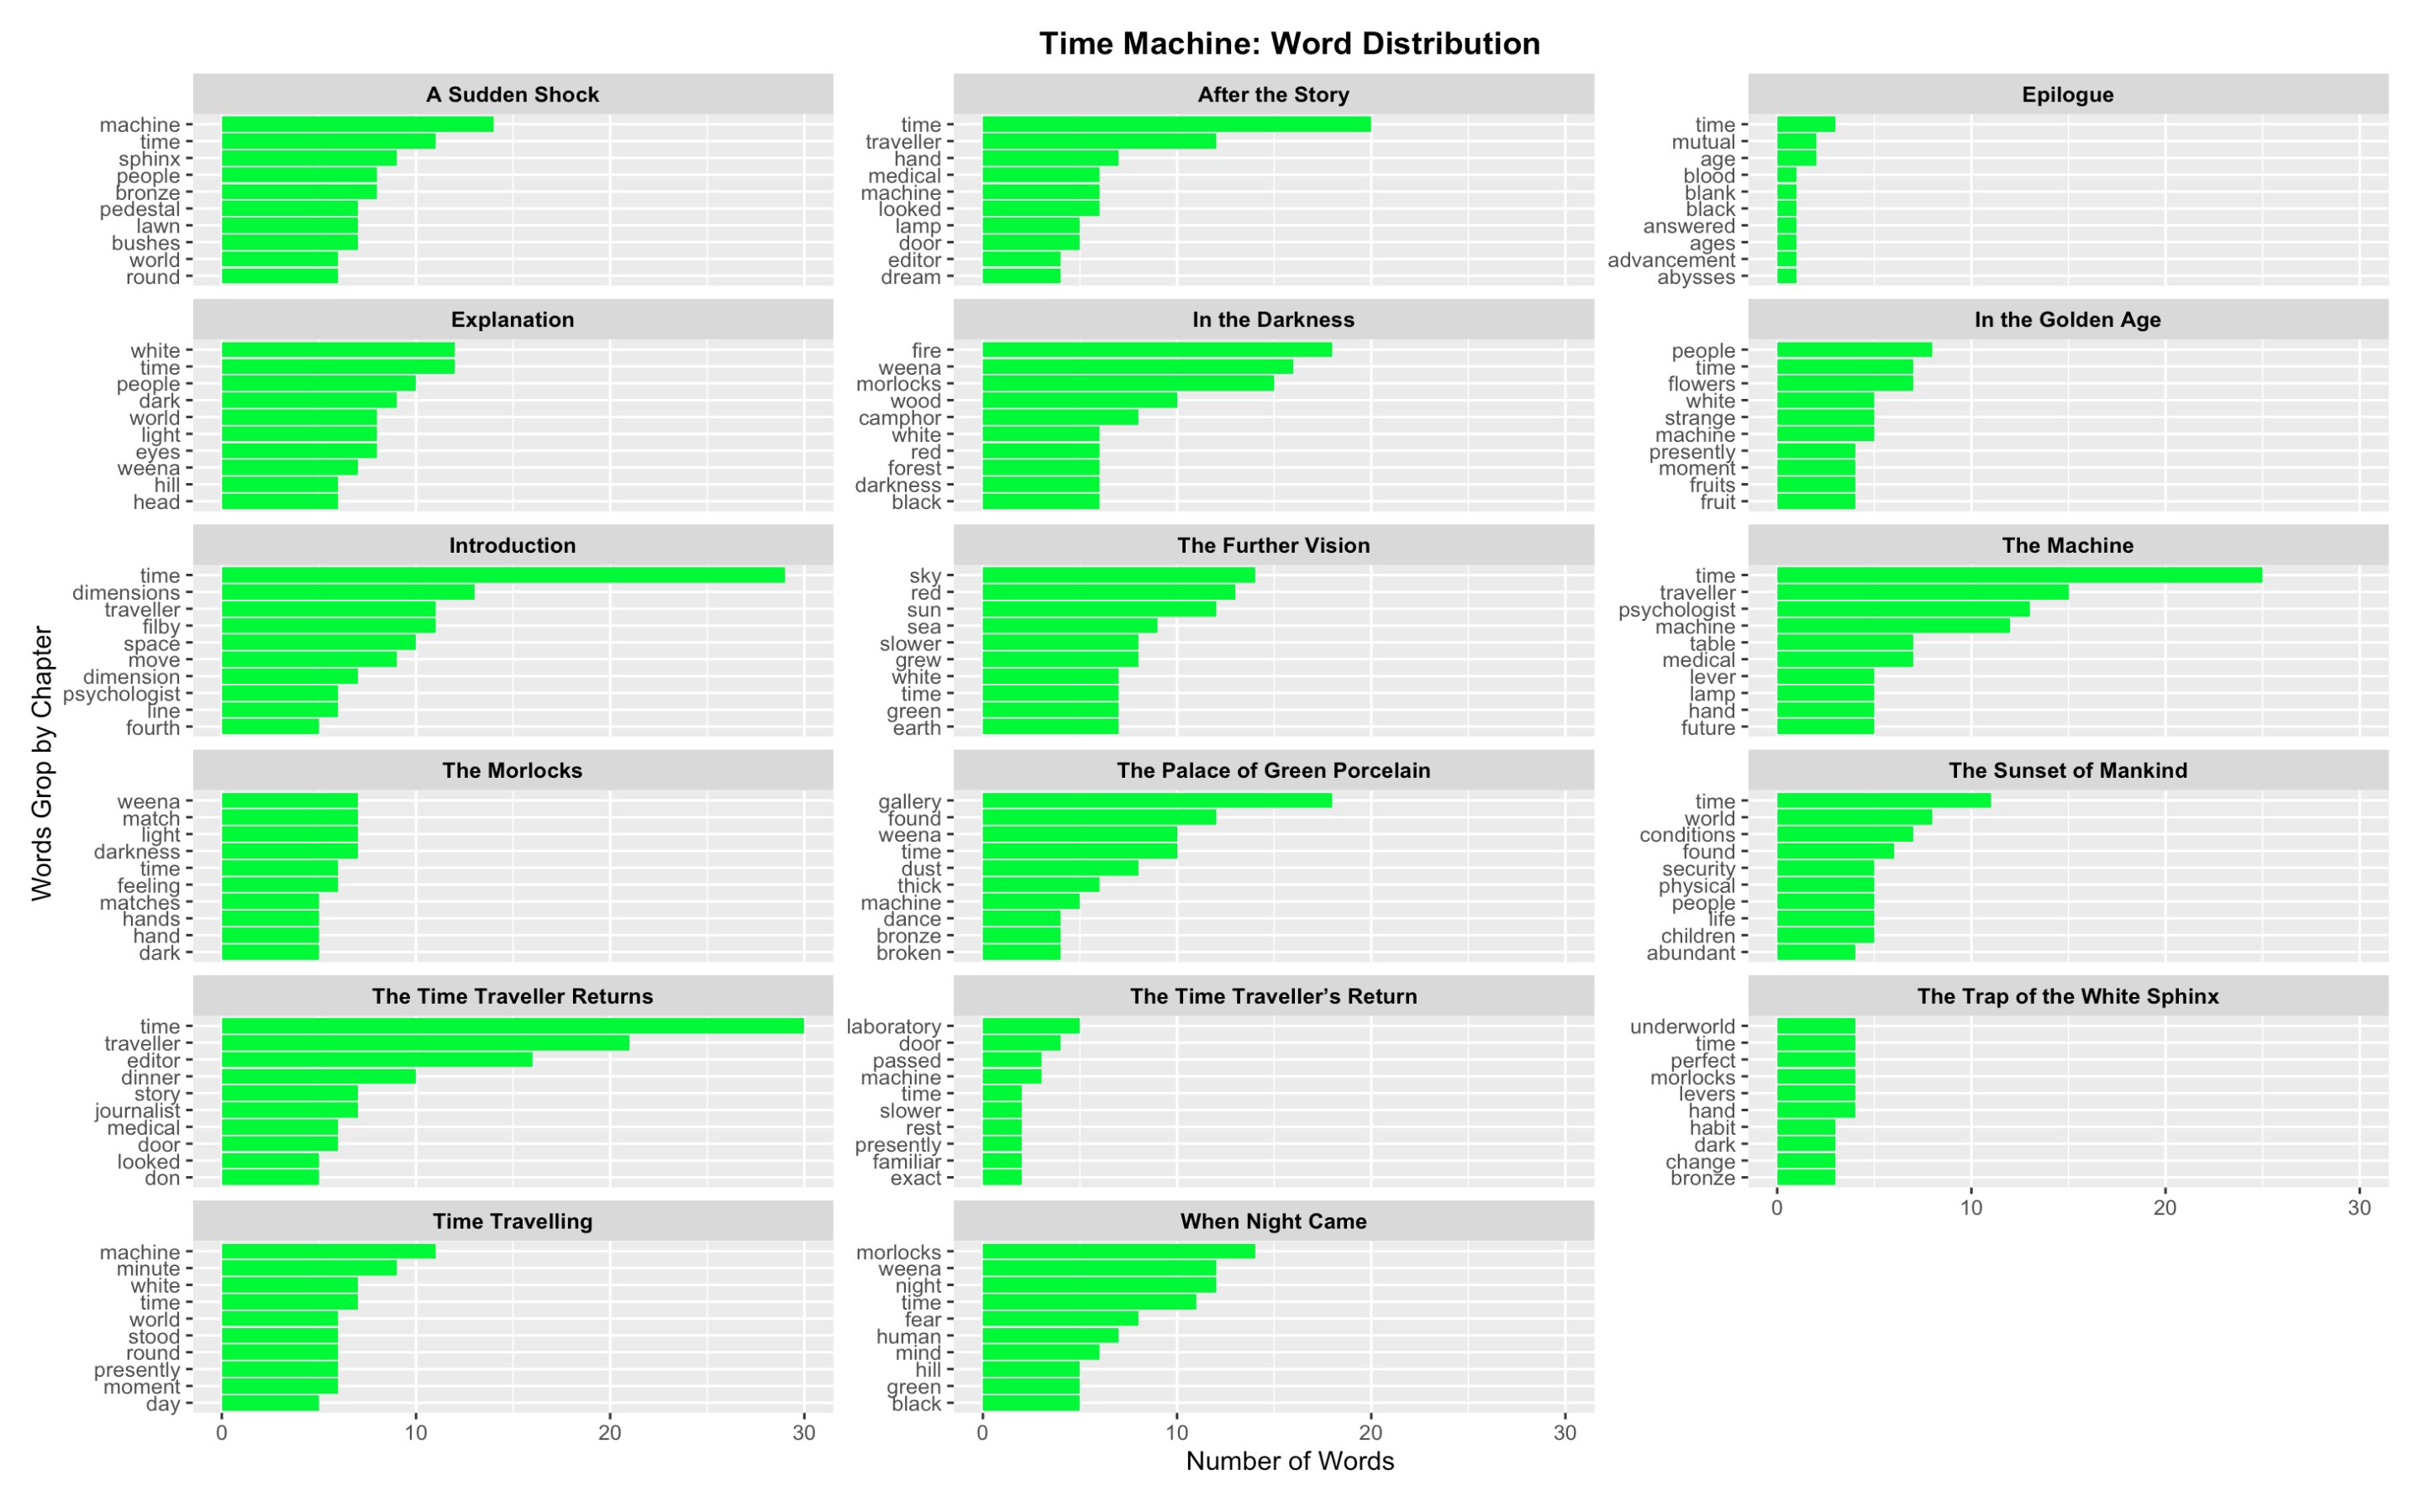 Time Machine: Word Distribution
A Sudden Shock
machine
time
sphinx
people
bronze
pedestal
lawn
bushes
world
round
After the Story
time
traveller
hand
medical
machine
looked
lamp
door
editor
dream
Epilogue
time
mutual
age
blood
blank
black
answered
ages
advancement
abysses
Explanation
white
time
people
dark
world
light
eyes
weena
hill
head
In the Darkness
fire
weena
morlocks
wood
camphor
white
red
forest
darkness
black
In the Golden Age
people
time
flowers
white
strange
machine
presently
moment
fruits
fruit
Introduction
time
dimensions
traveller
filby
space
move
dimension
psychologist
line
fourth
The Further Vision
sky
red
sun
sea
slower
grew
white
time
green
earth
The Machine
time
traveller
psychologist
machine
table
medical
lever
lamp
hand
future
The Morlocks
weena
match
light
darkness
time
feeling
matches
hands
hand
dark
The Palace of Green Porcelain
gallery
found
weena
time
dust
thick
machine
dance
bronze
broken
The Sunset of Mankind
time
world
conditions
found
security
physical
people
life
children
abundant
The Time Traveller Returns
time
traveller
editor
dinner
story
journalist
medical
door
looked
don
The Time Traveller’s Return
laboratory
door
passed
machine
time
slower
rest
presently
familiar
exact
The Trap of the White Sphinx
underworld
time
perfect
morlocks
levers
hand
habit
dark
change
bronze
0 10 20 30
Time Travelling
machine
minute
white
time
world
stood
round
presently
moment
day
0 10 20 30
When Night Came
morlocks
weena
night
time
fear
human
mind
hill
green
black
0 10 20 30
Number of Words
Words Grop by Chapter